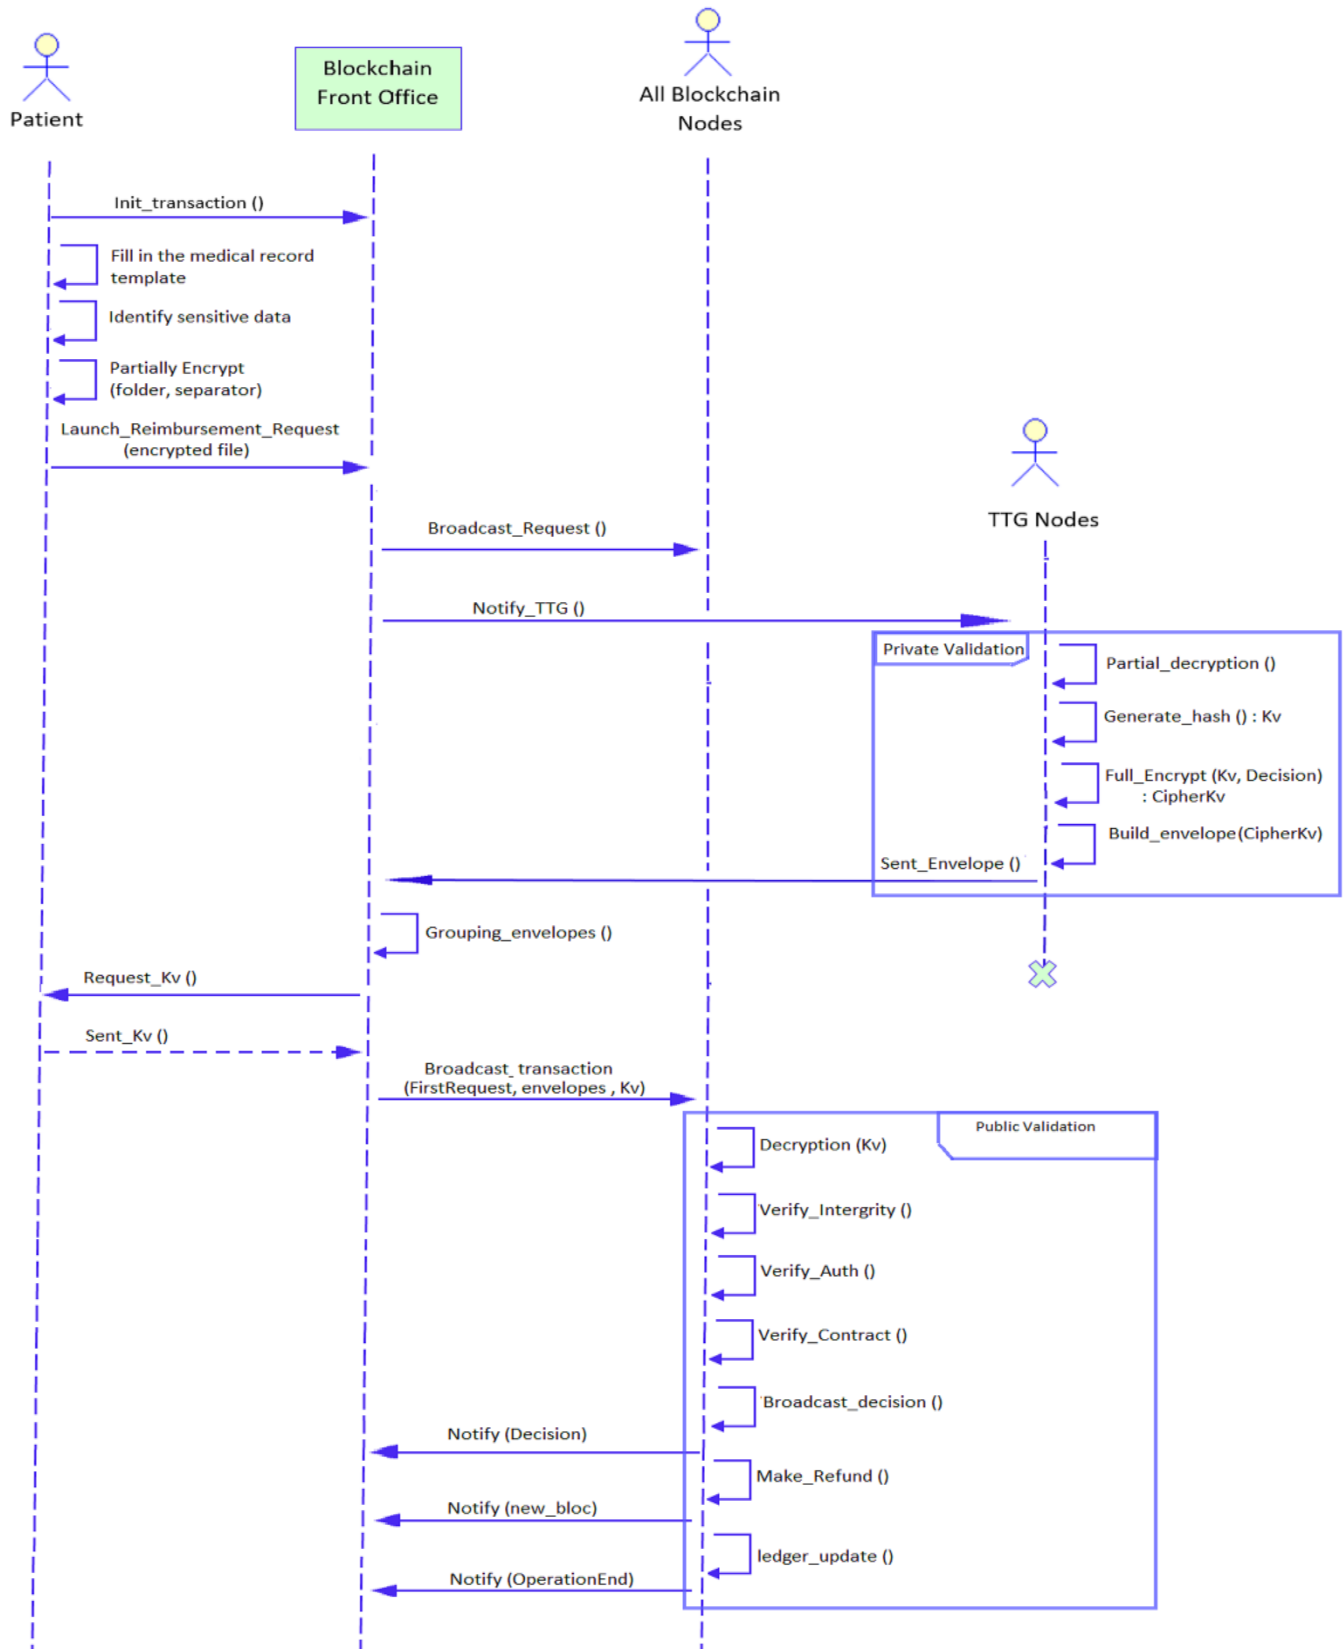 Patient
Blockchain
Front Office
All Blockchain
Nodes
Init_transaction ()
Fill in the medical record
template
Identify sensitive data
Partially Encrypt
(folder, separator)
Launch_Reimbursement_Request
(encrypted file)
TTG Nodes
Broadcast_Request ()
Notify_TTG ()
Private Validation
Partial_decryption ()
Generate_hash () : Kv
Full_Encrypt (Kv, Decision)
: CipherKv
Build_envelope(CipherKv)
Sent_Envelope ()
Grouping_envelopes ()
Request_Kv ()
Sent_Kv ()
Broadcast_transaction
(FirstRequest, envelopes , Kv)
Public Validation
Decryption (Kv)
Verify_Intergrity ()
Verify_Auth ()
Verify_Contract ()
Broadcast_decision ()
Notify (Decision)
Make_Refund ()
Notify (new_bloc)
ledger_update ()
Notify (OperationEnd)